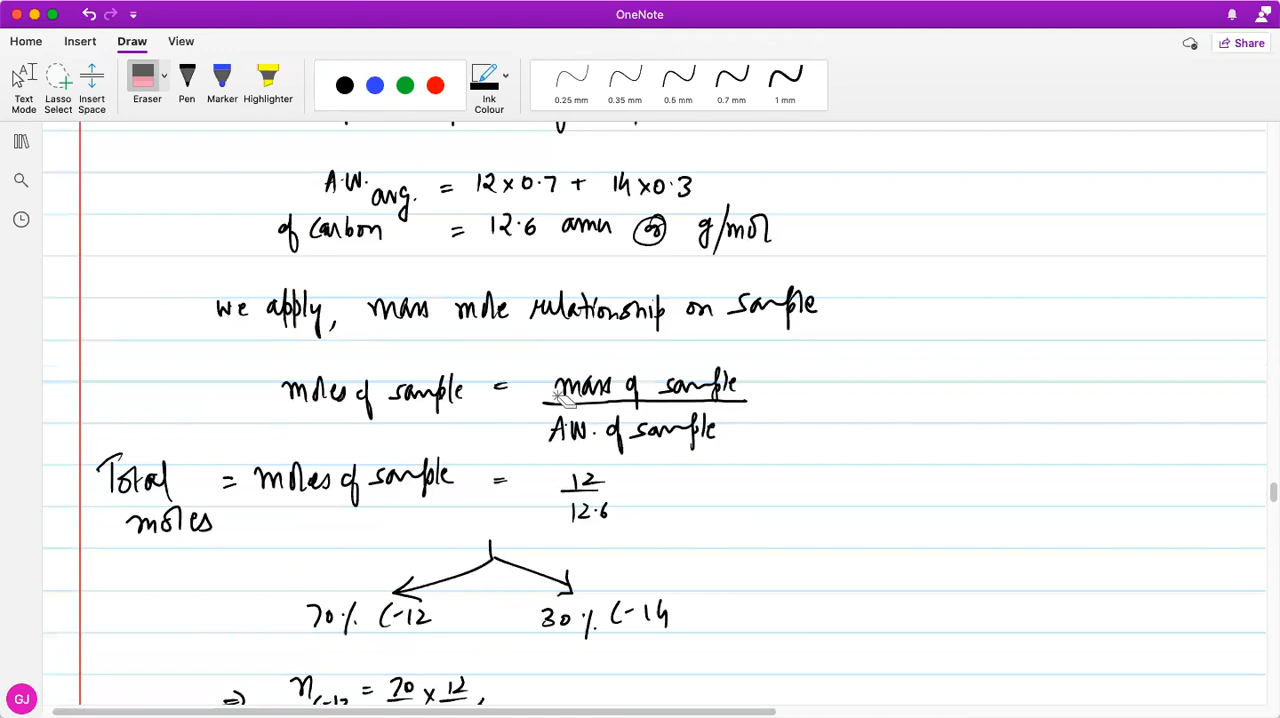 OneNote
Home Insert Draw View
Share
Text Mode
Lasso Select
Insert Space
Eraser
Pen
Marker
Highlighter
Ink Colour
0.25 mm 0.35 mm 0.5 mm 0.7 mm 1 mm
A.W. avg. = 12 × 0.7 + 14 × 0.3
of Carbon = 12.6 amu or g/mol
we apply, mass mole relationship on sample
moles of sample = mass of sample / A.W. of sample
Total moles = moles of sample = 12 / 12.6
70% C-12 30% C-14
⇒ n C-12 = 70 × 12
GJ